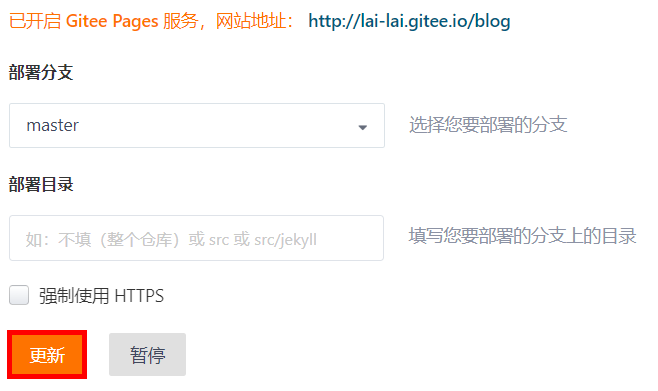 已开启 Gitee Pages 服务，网站地址： http://lai-lai.gitee.io/blog
部署分支
master 选择您要部署的分支
部署目录
如：不填（整个仓库）或 src 或 src/jekyll 填写您要部署的分支上的目录
强制使用 HTTPS
更新 暂停